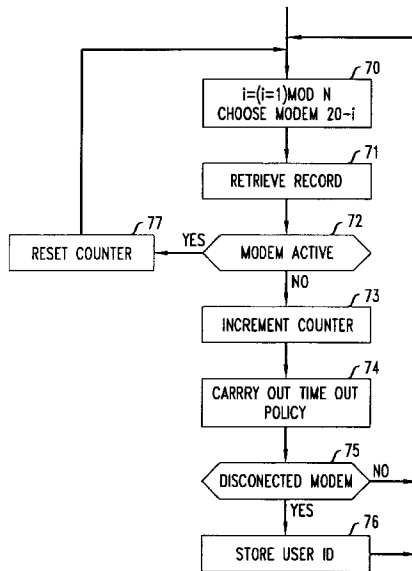 70
i=(i=1)MOD N
CHOOSE MODEM 20-i
71
RETRIEVE RECORD
77
RESET COUNTER
YES
72
MODEM ACTIVE
NO
73
INCREMENT COUNTER
74
CARRRY OUT TIME OUT
POLICY
75
DISCONECTED MODEM
NO
YES
76
STORE USER ID